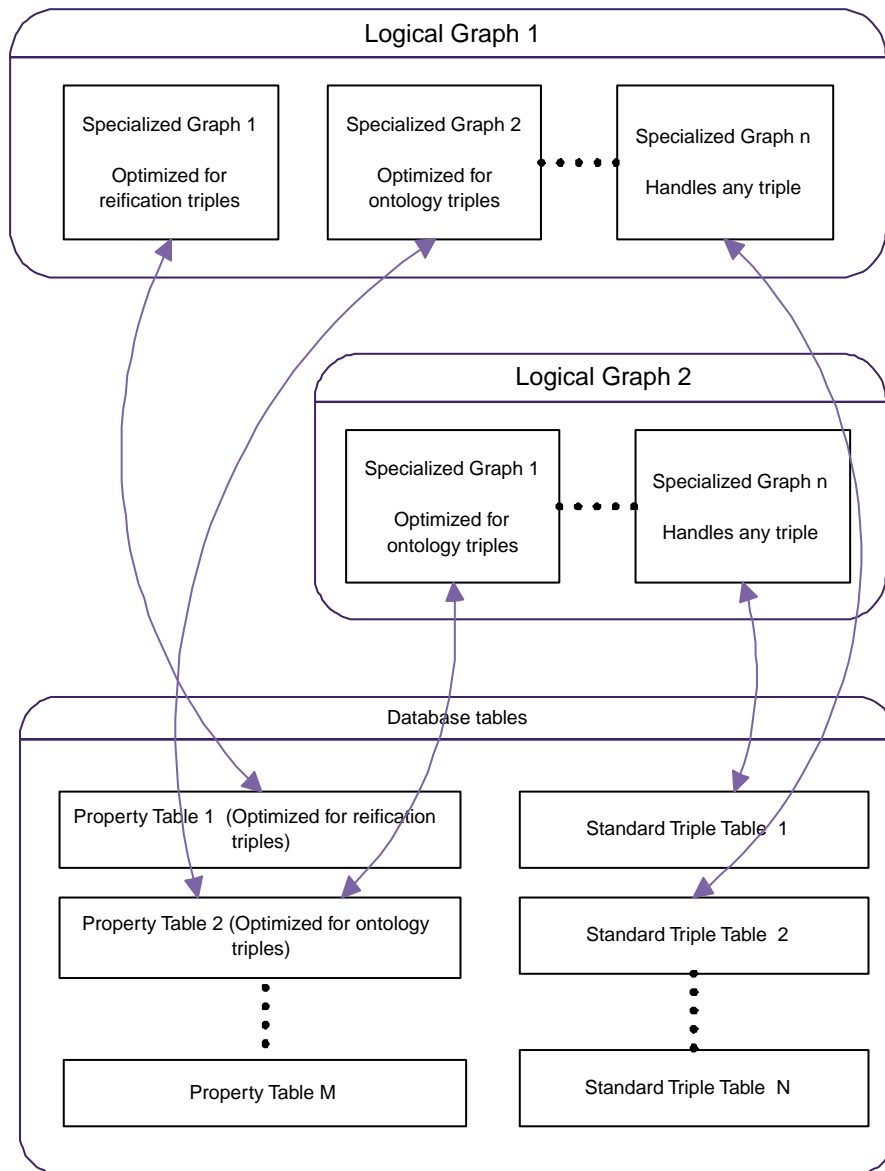 Logical Graph 1
Specialized Graph 1
Optimized for
reification triples
Specialized Graph 2
Optimized for
ontology triples
Specialized Graph n
Handles any triple
Logical Graph 2
Specialized Graph 1
Optimized for
ontology triples
Specialized Graph n
Handles any triple
Database tables
Property Table 1 (Optimized for reification
triples)
Standard Triple Table 1
Property Table 2 (Optimized for ontology
triples)
Standard Triple Table 2
Property Table M
Standard Triple Table N